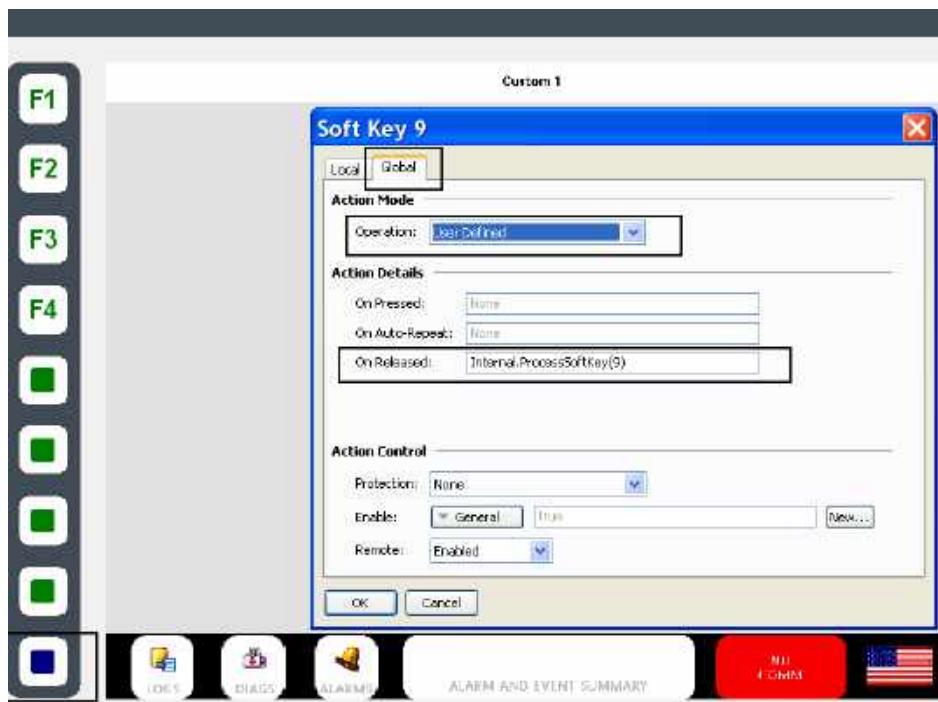 Custom 1
F1
F2
F3
F4
Soft Key 9
Local Global
Action Mode
Operation: User Defined
Action Details
On Pressed: None
On Auto-Repeat: None
On Released: Internal.ProcessSoftKey(9)
Action Control
Protection: None
Enable: General True New...
Remote: Enabled
OK Cancel
LOGS DIAGS ALARMS ALARM AND EVENT SUMMARY
NO
COMM